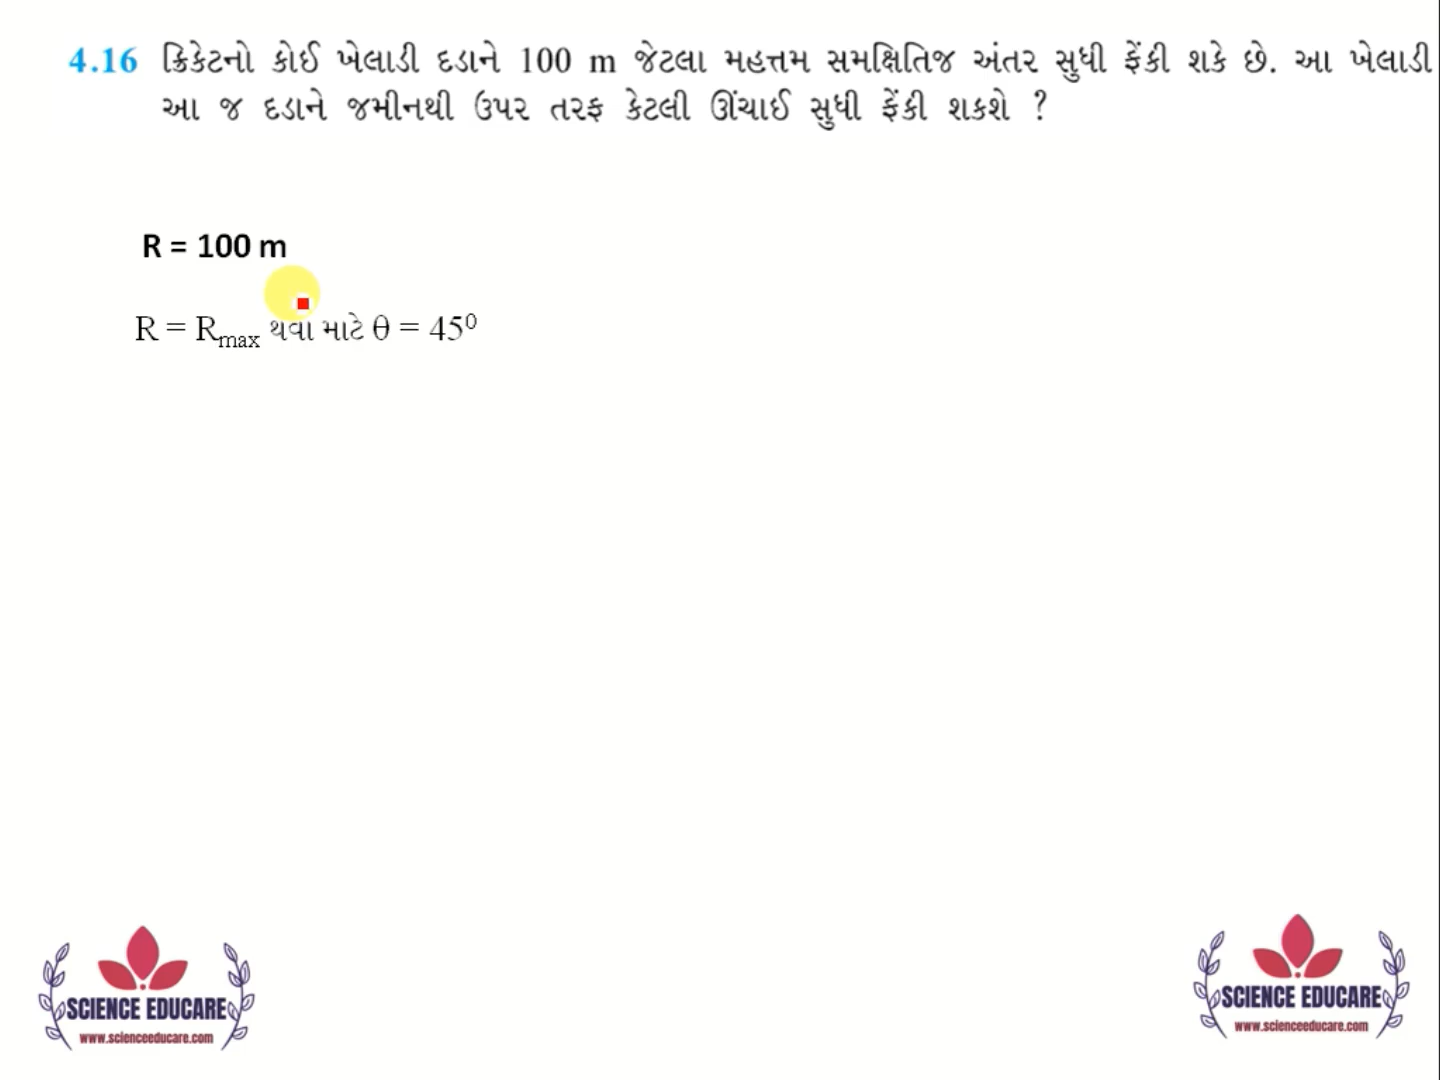 4.16 ક્રિકેટનો કોઈ ખેલાડી દડાને 100 m જેટલા મહત્તમ સમક્ષિતિજ અંતર સુધી ફેંકી શકે છે. આ ખેલાડી
આ જ દડાને જમીનથી ઉપર તરફ કેટલી ઊંચાઈ સુધી ફેંકી શકશે ?
R = 100 m
R = Rmax થવા માટે θ = 45⁰
SCIENCE EDUCARE
www.scienceeducare.com
SCIENCE EDUCARE
www.scienceeducare.com